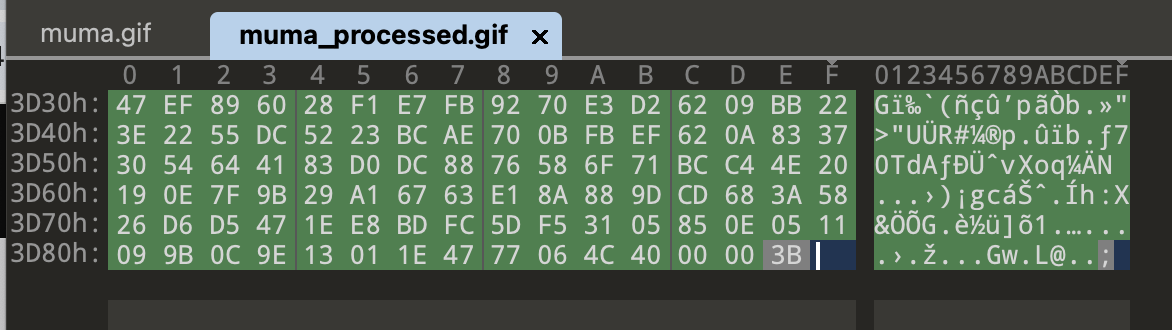 muma.gif
muma_processed.gif ×
0 1 2 3 4 5 6 7 8 9 A B C D E F 0123456789ABCDEF
3D30h: 47 EF 89 60 28 F1 E7 FB 92 70 E3 D2 62 09 BB 22 Gï‰`(ñçû’pãÒb.»"
3D40h: 3E 22 55 DC 52 23 BC AE 70 0B FB EF 62 0A 83 37 >"UÜR#¼®p.ûïb.ƒ7
3D50h: 30 54 64 41 83 D0 DC 88 76 58 6F 71 BC C4 4E 20 0TdAƒÐÜˆvXoq¼ÄN
3D60h: 19 0E 7F 9B 29 A1 67 63 E1 8A 88 9D CD 68 3A 58 ...›)¡gcáŠˆ.Íh:X
3D70h: 26 D6 D5 47 1E E8 BD FC 5D F5 31 05 85 0E 05 11 &ÖÕG.è½ü]õ1.…...
3D80h: 09 9B 0C 9E 13 01 1E 47 77 06 4C 40 00 00 3B .›.ž...Gw.L@..;